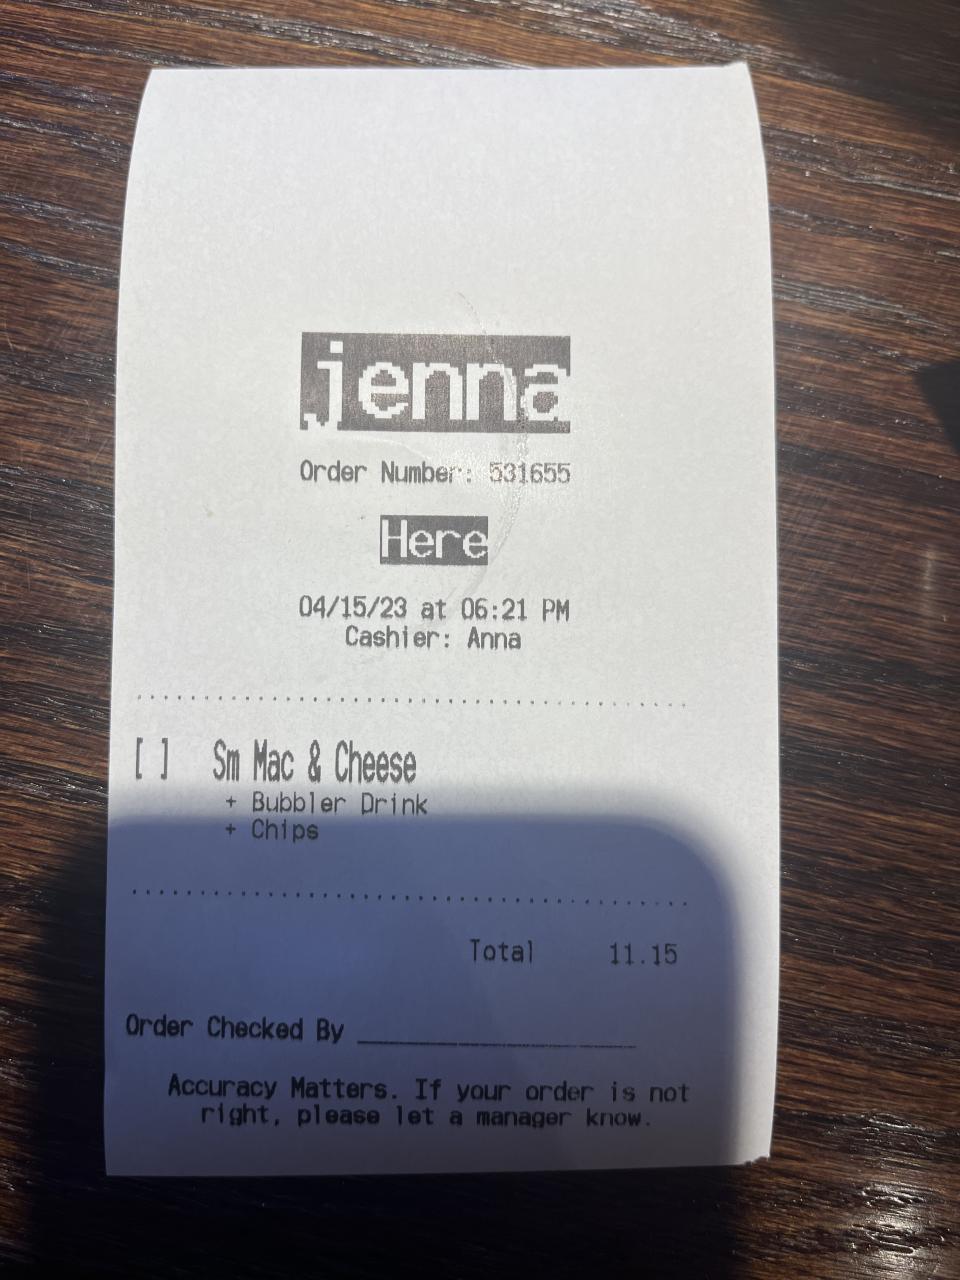 jenna
Order Number: 531655
Here
04/15/23 at 06:21 PM
Cashier: Anna
[ ] Sm Mac & Cheese
+ Bubbler Drink
+ Chips
Total 11.15
Order Checked By ____________________
Accuracy Matters. If your order is not
right, please let a manager know.